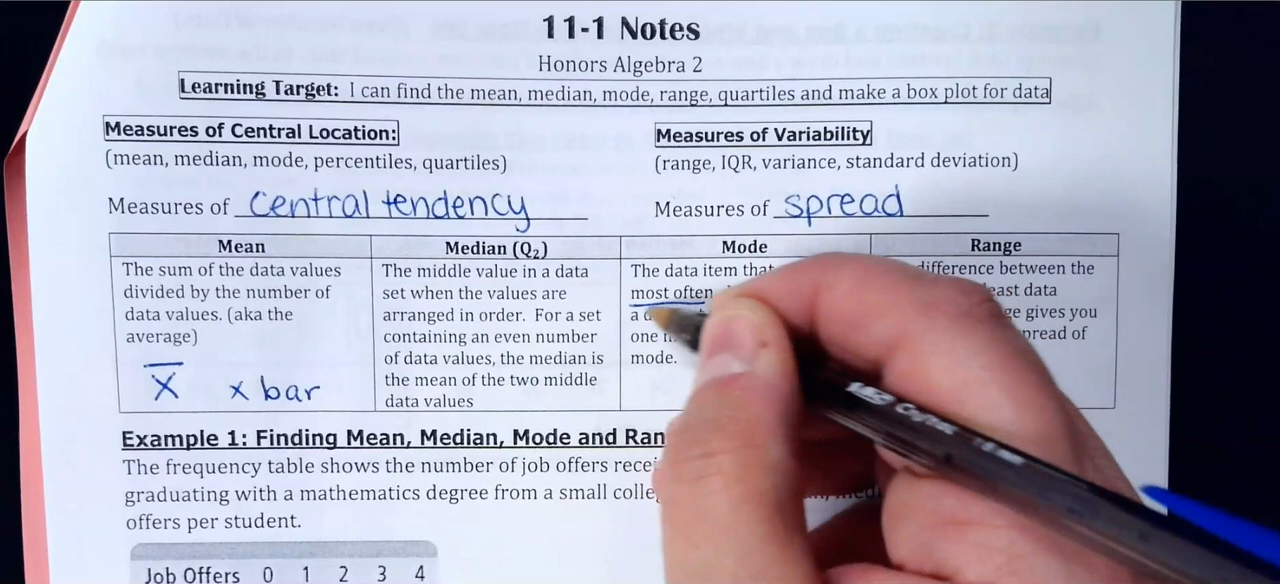 11-1 Notes
Honors Algebra 2
Learning Target: I can find the mean, median, mode, range, quartiles and make a box plot for data
Measures of Central Location:
(mean, median, mode, percentiles, quartiles)
Measures of central tendency
Measures of Variability
(range, IQR, variance, standard deviation)
Measures of spread
Mean
The sum of the data values
divided by the number of
data values. (aka the
average)
x̅ x bar
Median (Q₂)
The middle value in a data
set when the values are
arranged in order. For a set
containing an even number
of data values, the median is
the mean of the two middle
data values
Mode
The data item that
most often
a
one
mode.
Range
difference between the
data
gives you
spread of
Example 1: Finding Mean, Median, Mode and
The frequency table shows the number of job offers
graduating with a mathematics degree from a small
offers per student.
Job Offers 0 1 2 3 4